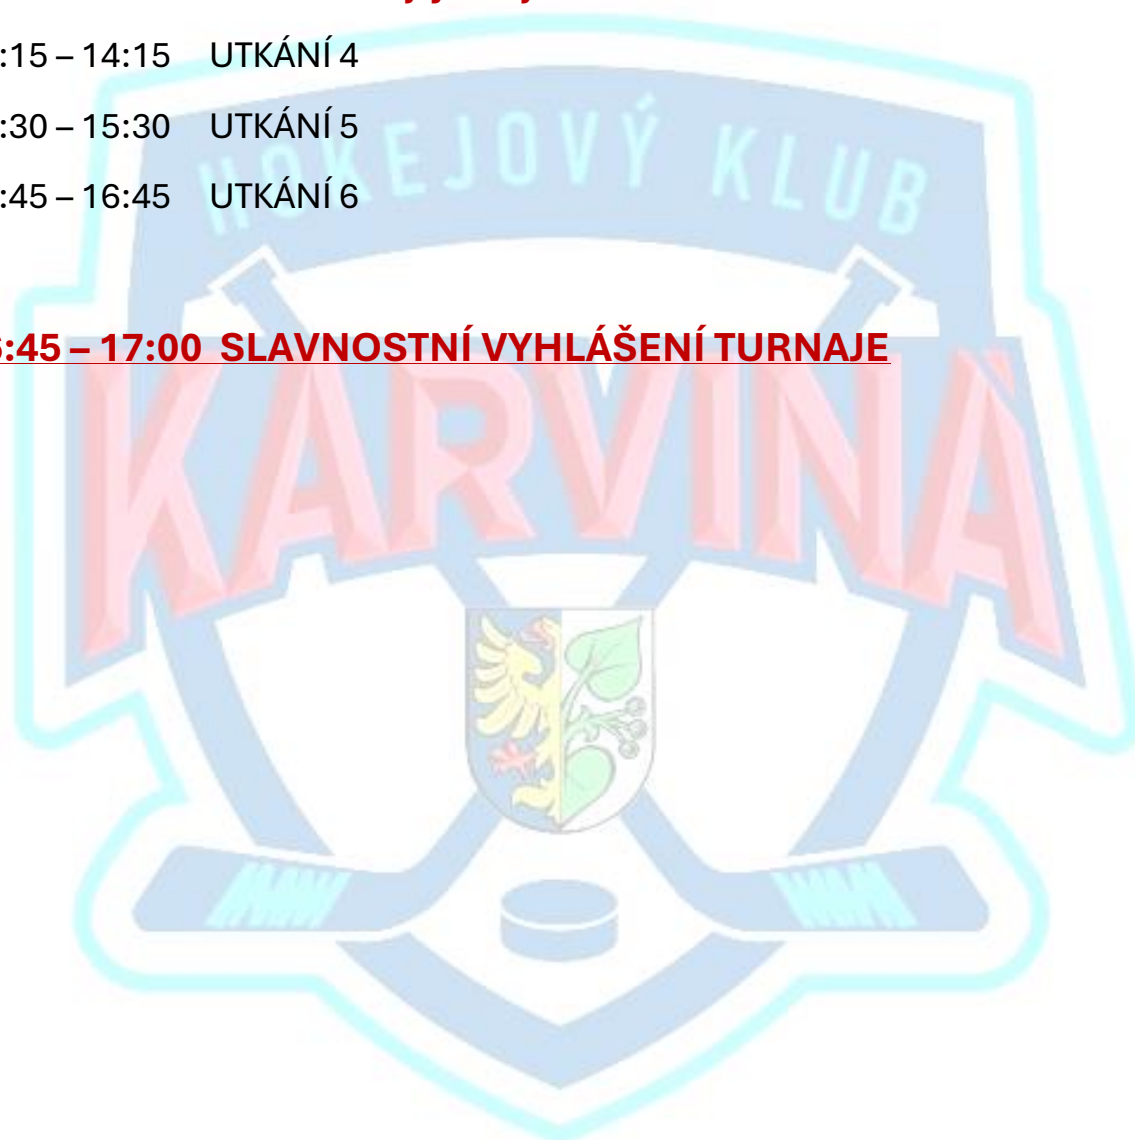 :15 – 14:15 UTKÁNÍ 4
:30 – 15:30 UTKÁNÍ 5
:45 – 16:45 UTKÁNÍ 6
:45 – 17:00 SLAVNOSTNÍ VYHLÁŠENÍ TURNAJE
HOKEJOVÝ KLUB
KARVINÁ